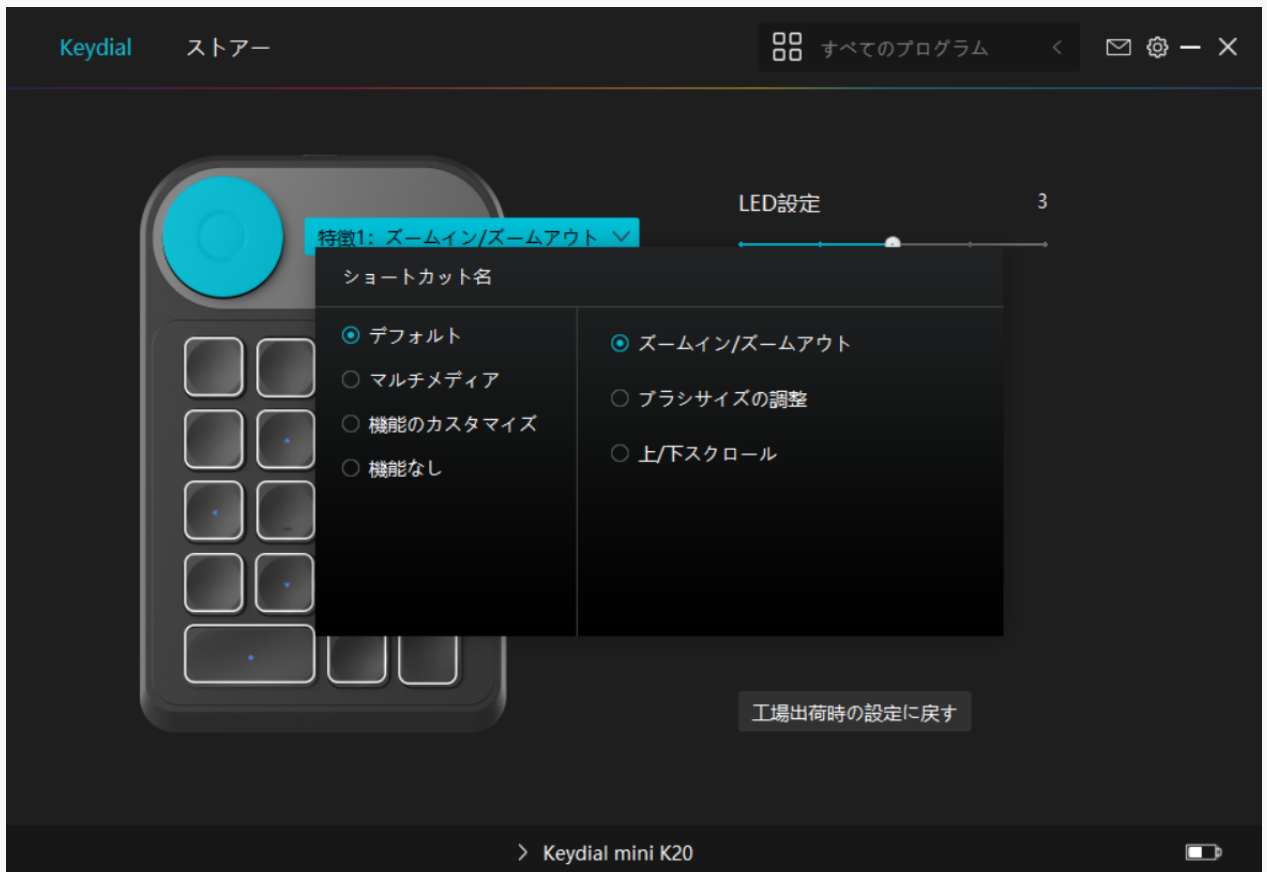 Keydial ストアー すべてのプログラム
LED設定 3
特徴1: ズームイン/ズームアウト
ショートカット名
デフォルト
マルチメディア
機能のカスタマイズ
機能なし
ズームイン/ズームアウト
ブラシサイズの調整
上/下スクロール
工場出荷時の設定に戻す
Keydial mini K20